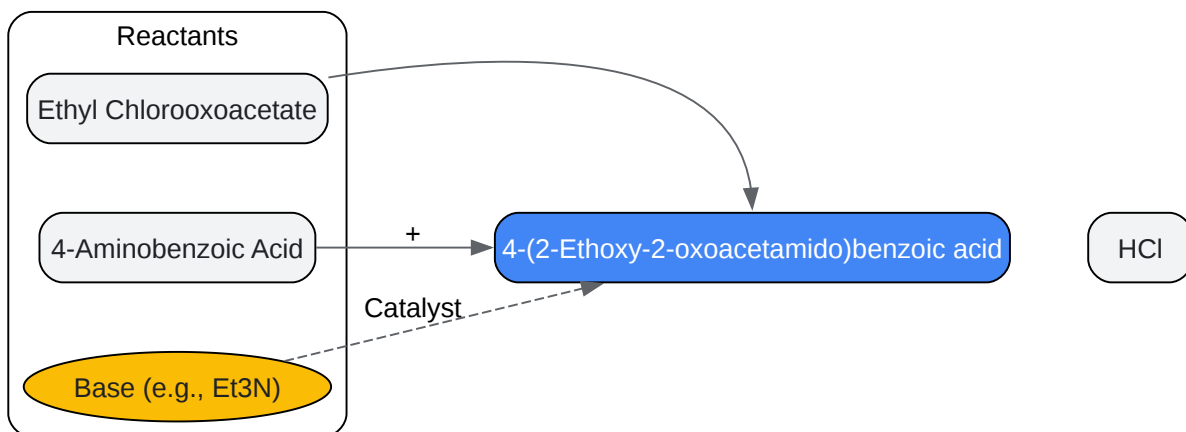 Reactants
Ethyl Chlorooxoacetate
4-Aminobenzoic Acid
+
4-(2-Ethoxy-2-oxoacetamido)benzoic acid
HCl
Catalyst
Base (e.g., Et3N)